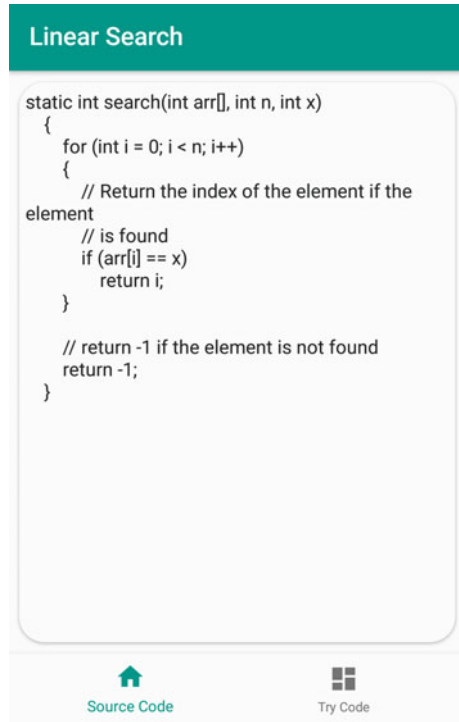 Linear Search
static int search(int arr[], int n, int x)
{
for (int i = 0; i < n; i++)
{
// Return the index of the element if the
element
// is found
if (arr[i] == x)
return i;
}
// return -1 if the element is not found
return -1;
}
Source Code
Try Code